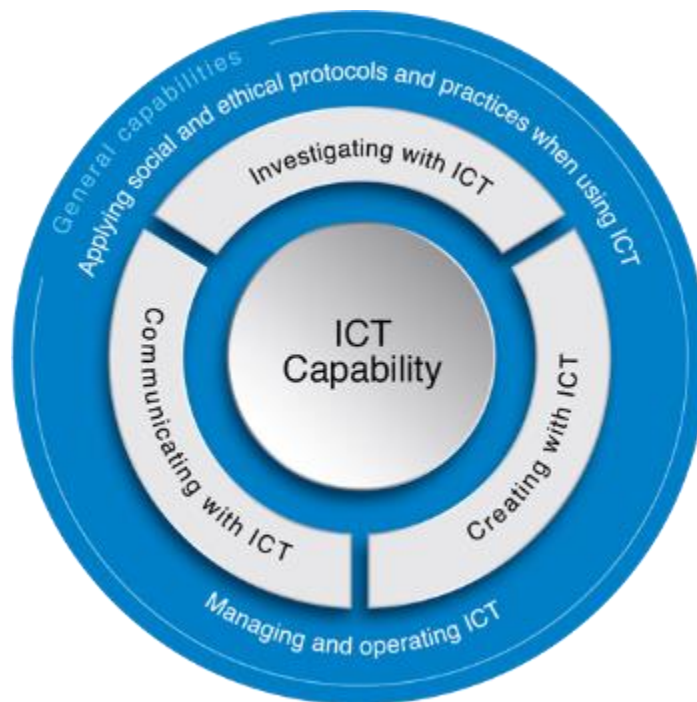 General capabilities
Applying social and ethical protocols and practices when using ICT
Investigating with ICT
Communicating with ICT
Creating with ICT
ICT
Capability
Managing and operating ICT